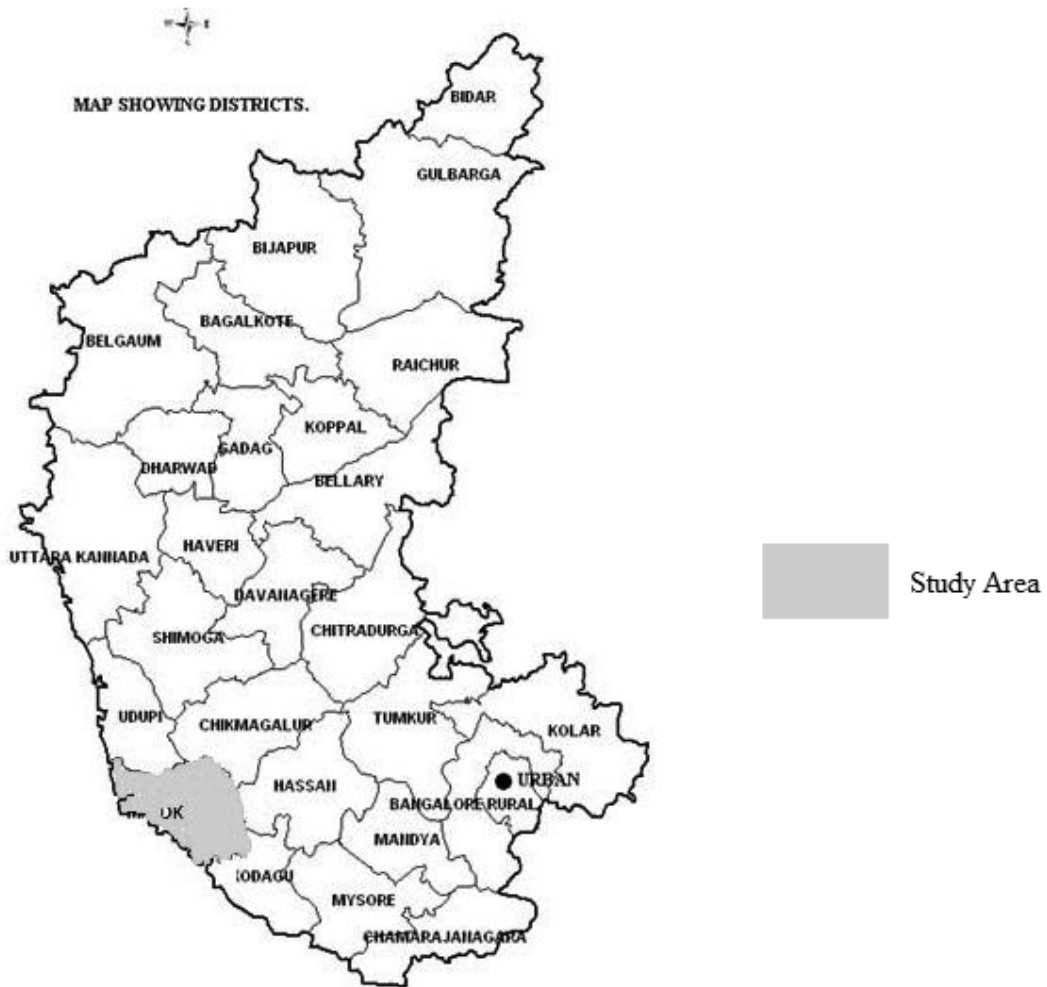 W E
MAP SHOWING DISTRICTS.
BIDAR
GULBARGA
BIJAPUR
BAGALKOTE
BELGAUM
RAICHUR
KOPPAL
GADAG
DHARWAD
BELLARY
HAVERI
UTTARA KANNADA
DAVANAGERE
SHIMOGA
CHITRADURGA
Study Area
UDUPI
CHIKMAGALUR
TUMKUR
KOLAR
HASSAN
URBAN
BANGALORE RURAL
DK
MANDYA
KODAGU
MYSORE
CHAMARAJANAGARA